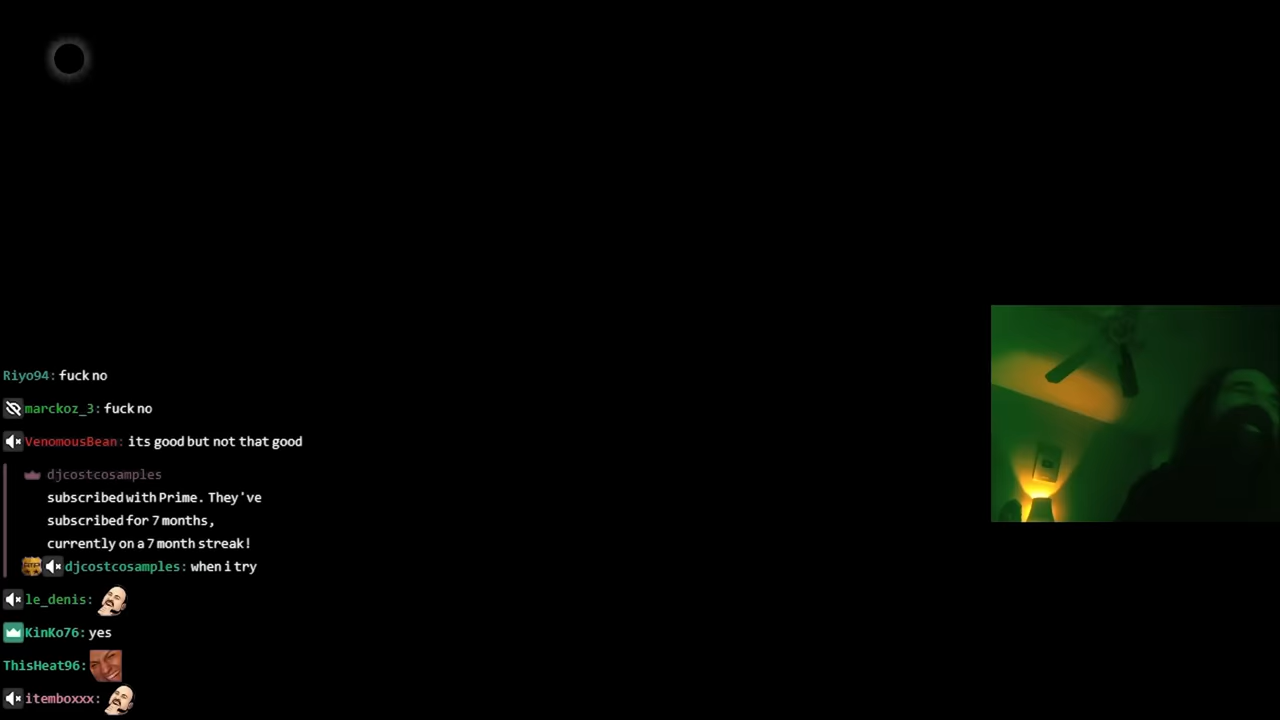 Riyo94: fuck no
marckoz_3: fuck no
VenomousBean: its good but not that good
djcostcosamples
subscribed with Prime. They've
subscribed for 7 months,
currently on a 7 month streak!
djcostcosamples: when i try
le_denis:
KinKo76: yes
ThisHeat96:
itemboxxx: